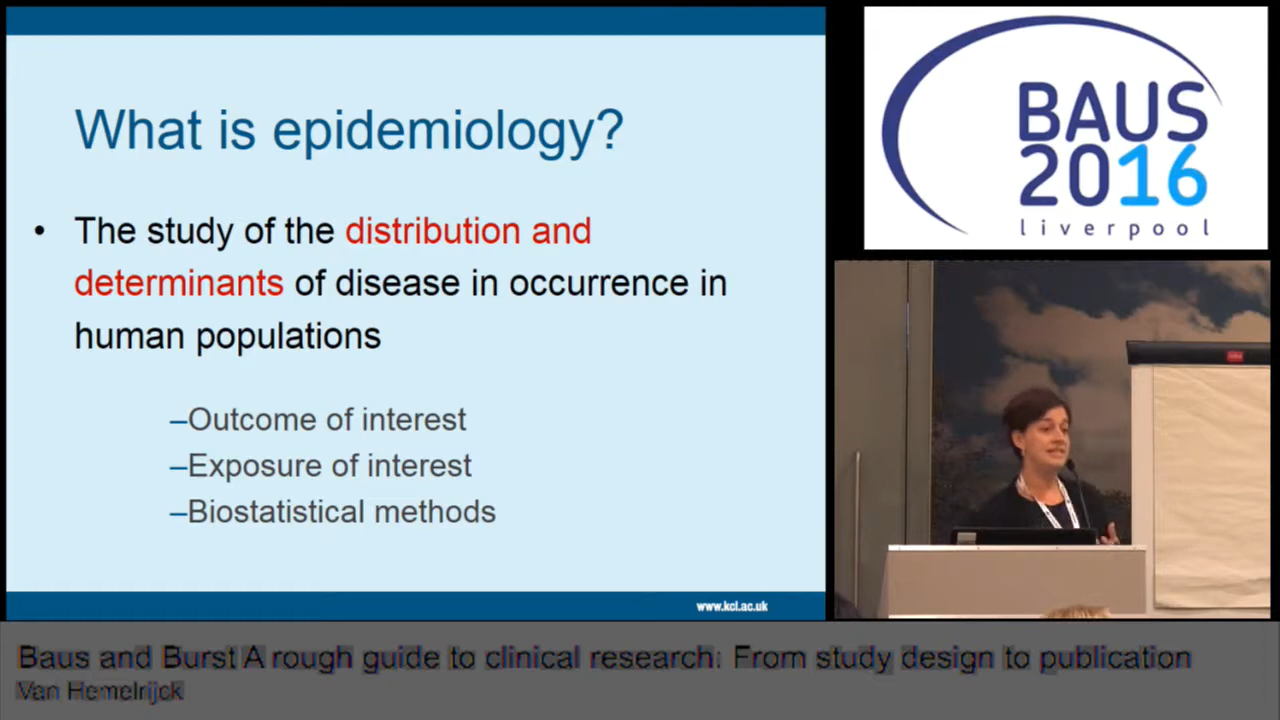 What is epidemiology?
• The study of the distribution and
determinants of disease in occurrence in
human populations
–Outcome of interest
–Exposure of interest
–Biostatistical methods
www.kcl.ac.uk
BAUS
2016
liverpool
Baus and Burst A rough guide to clinical research: From study design to publication
Van Hemelrijck